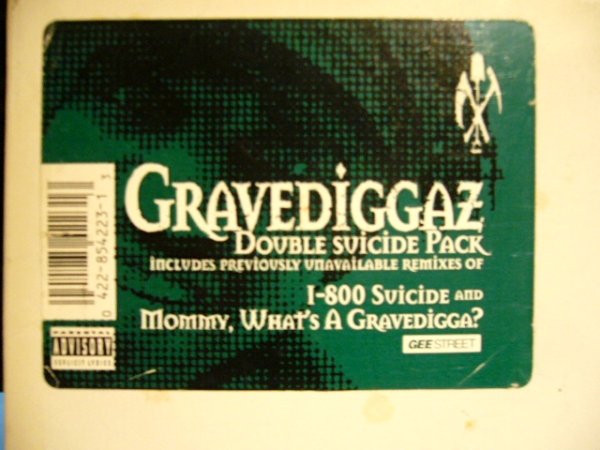 GRAVEDIGGAZ
DOUBLE SUICIDE PACK
INCLUDES PREVIOUSLY UNAVAILABLE REMIXES OF
1-800 SUICIDE AND
MOMMY, WHAT'S A GRAVEDIGGA?
GEE STREET
0 422-854223-1 3
PARENTAL
ADVISORY
EXPLICIT LYRICS